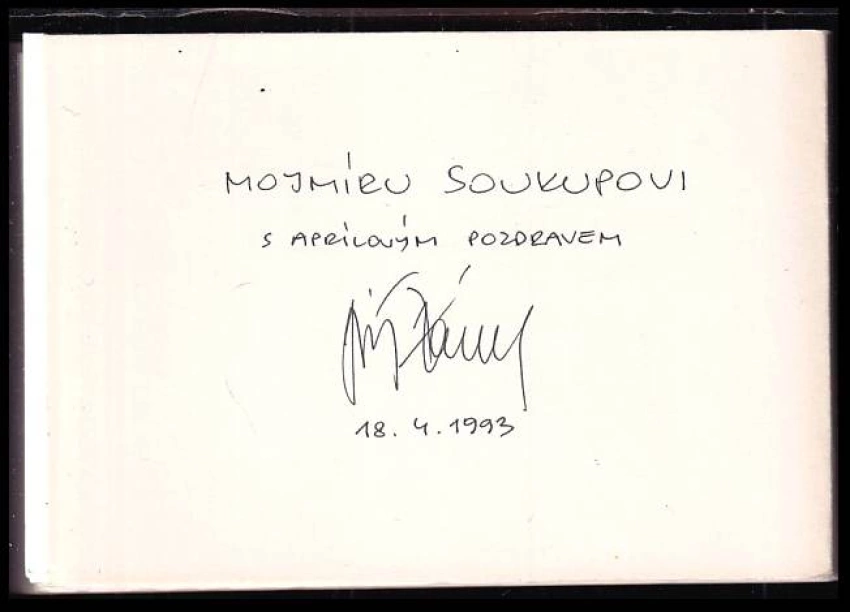 MOJMÍRU SOUKUPOVI
S APRÍLOVÝM POZDRAVEM
18. 4. 1993